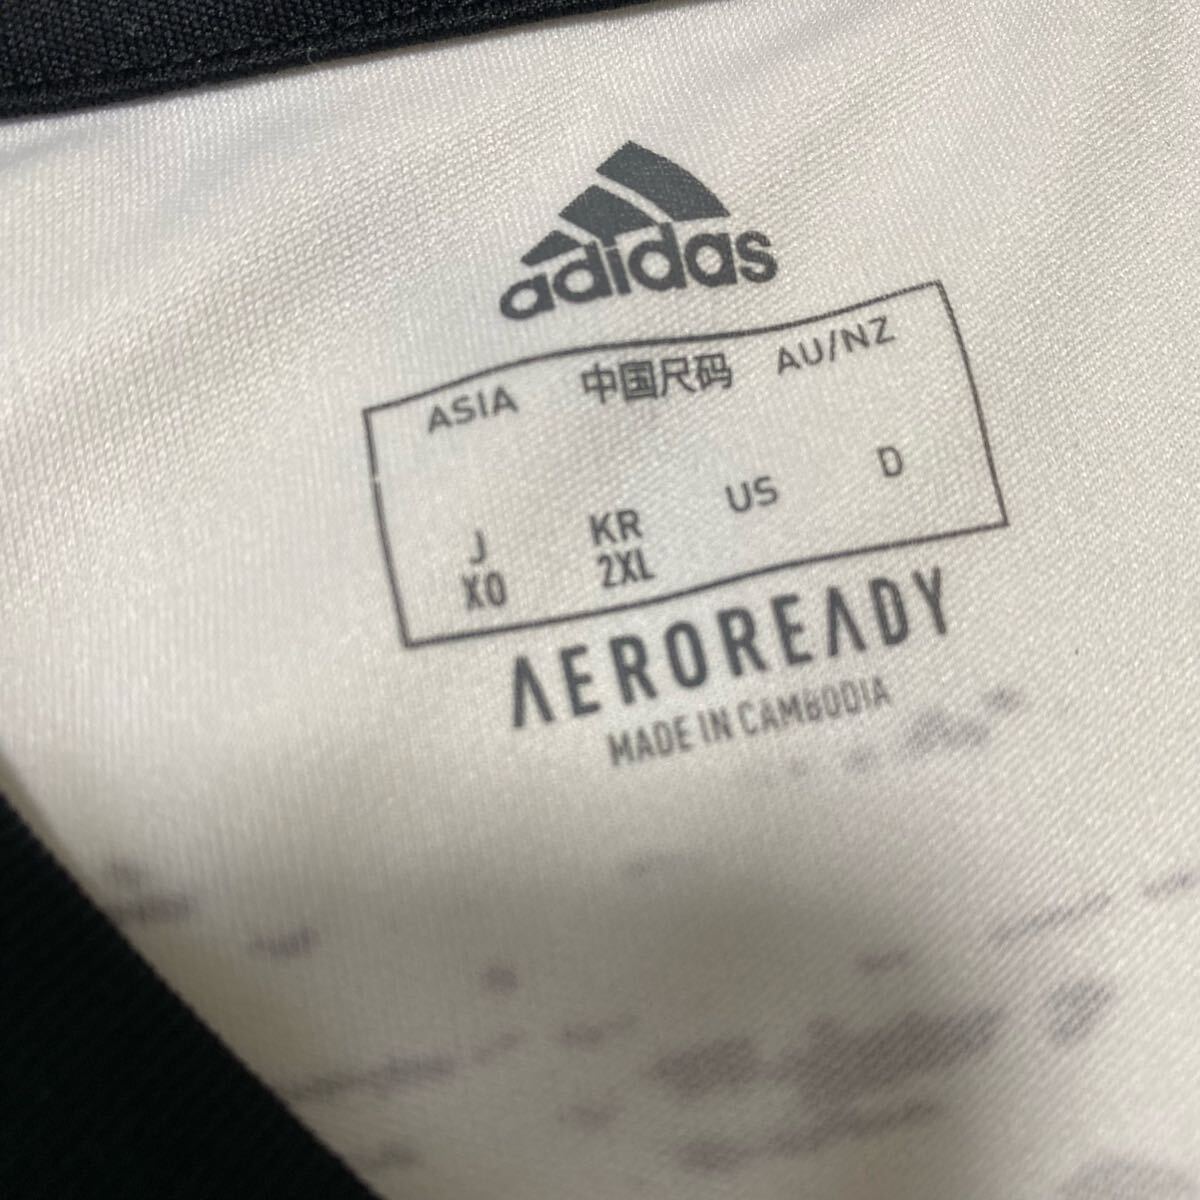 adidas
ASIA 中国尺码 AU/NZ
J KR US D
XO 2XL
AEROREADY
MADE IN CAMBODIA